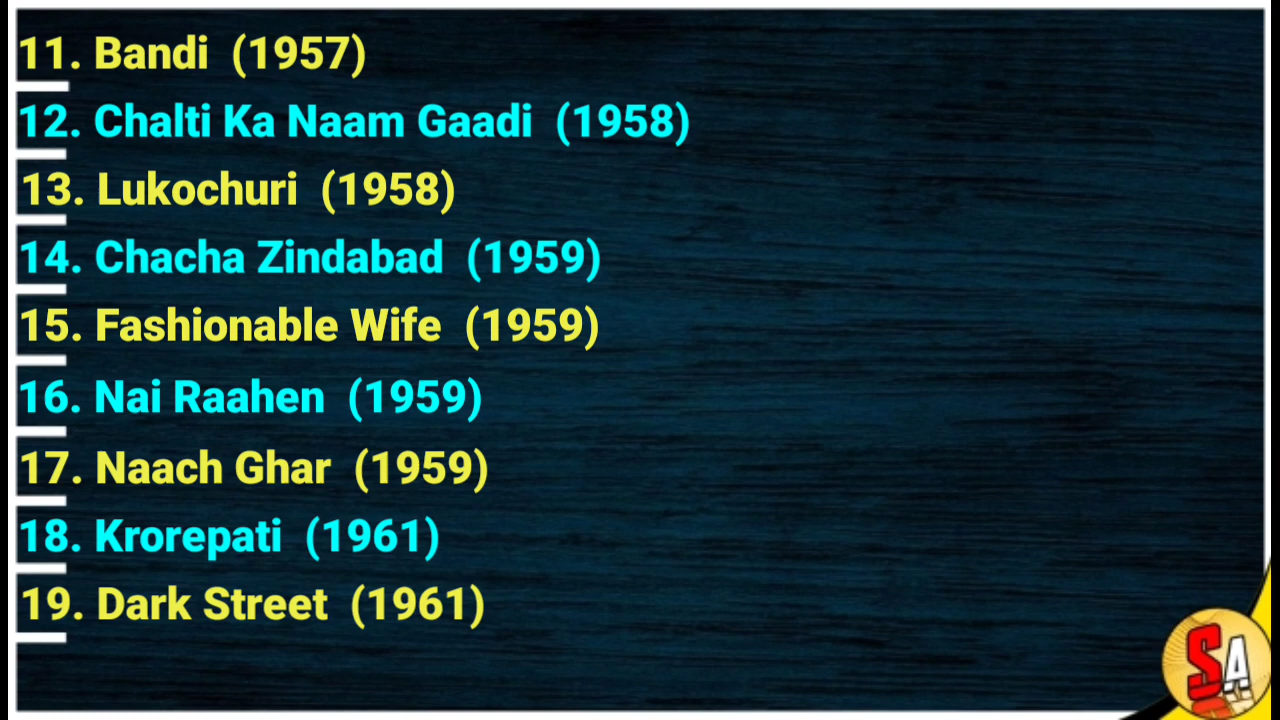 11. Bandi (1957)
12. Chalti Ka Naam Gaadi (1958)
13. Lukochuri (1958)
14. Chacha Zindabad (1959)
15. Fashionable Wife (1959)
16. Nai Raahen (1959)
17. Naach Ghar (1959)
18. Krorepati (1961)
19. Dark Street (1961)
SA